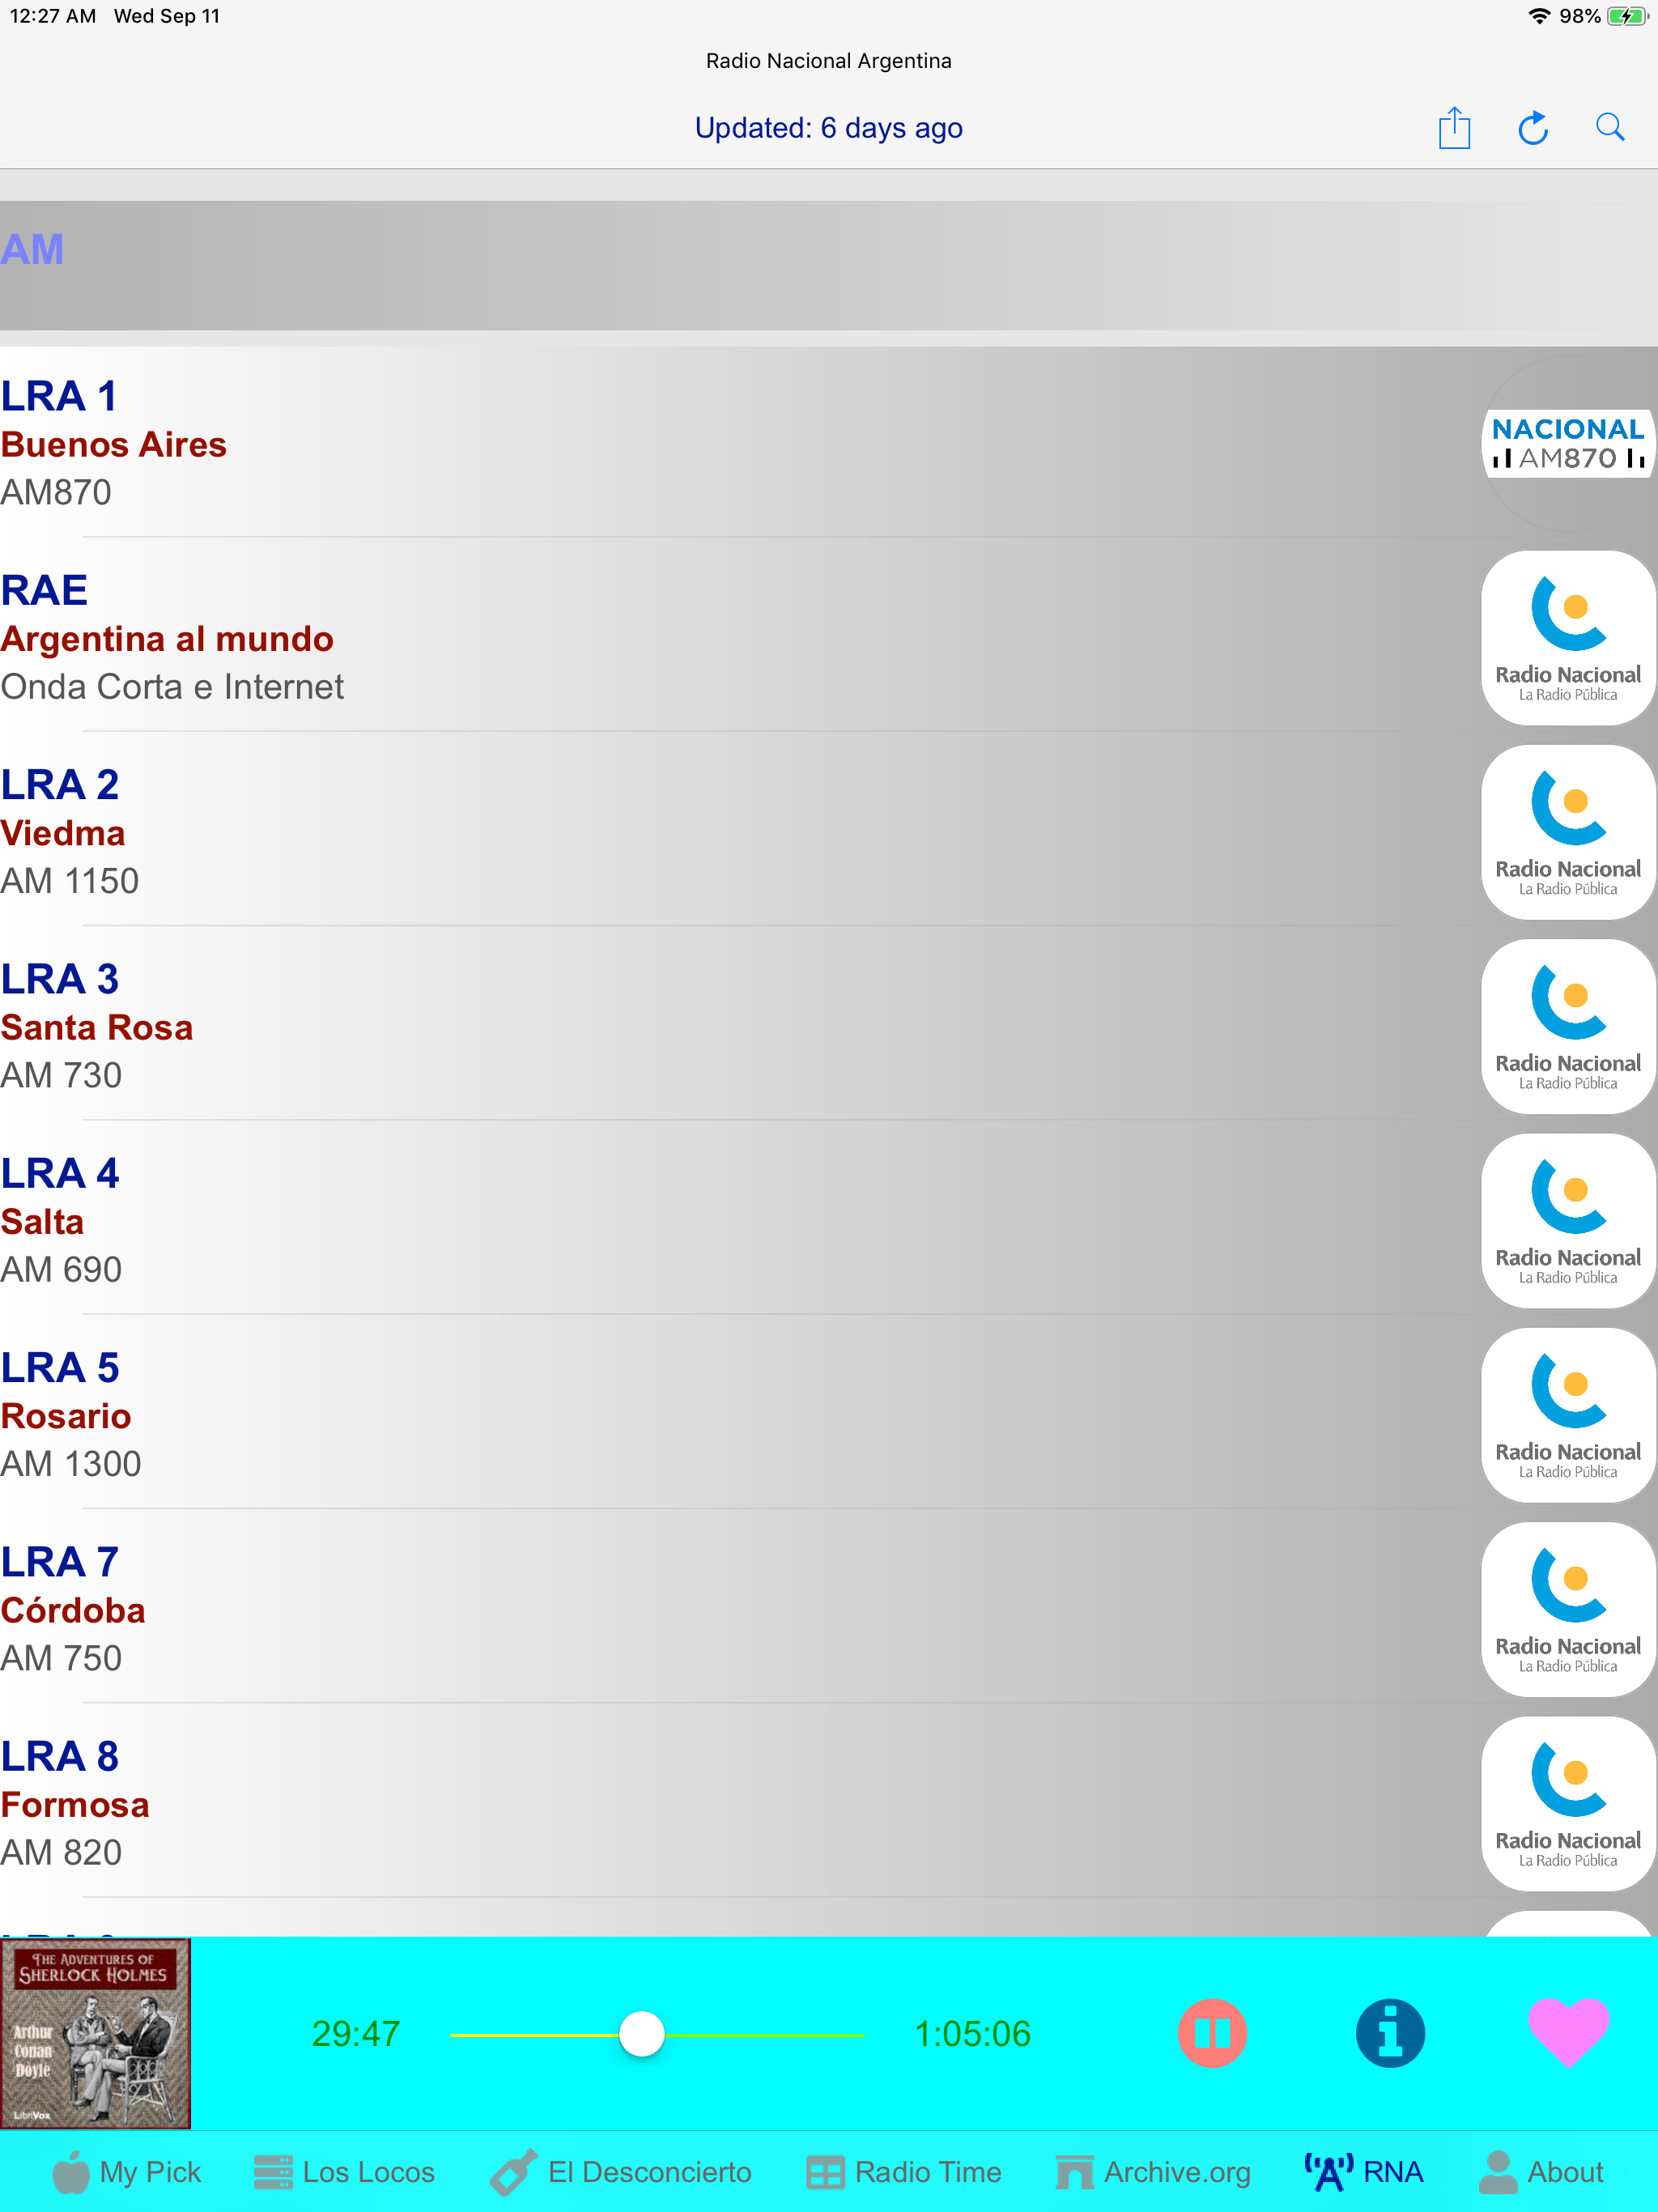 12:27 AM Wed Sep 11
98%
Radio Nacional Argentina
Updated: 6 days ago
AM
LRA 1
Buenos Aires
AM870
NACIONAL
AM870
RAE
Argentina al mundo
Onda Corta e Internet
Radio Nacional
La Radio Pública
LRA 2
Viedma
AM 1150
Radio Nacional
La Radio Pública
LRA 3
Santa Rosa
AM 730
Radio Nacional
La Radio Pública
LRA 4
Salta
AM 690
Radio Nacional
La Radio Pública
LRA 5
Rosario
AM 1300
Radio Nacional
La Radio Pública
LRA 7
Córdoba
AM 750
Radio Nacional
La Radio Pública
LRA 8
Formosa
AM 820
Radio Nacional
La Radio Pública
THE ADVENTURES OF
SHERLOCK HOLMES
Arthur
Conan
Doyle
LibriVox
29:47
1:05:06
My Pick
Los Locos
El Desconcierto
Radio Time
Archive.org
RNA
About